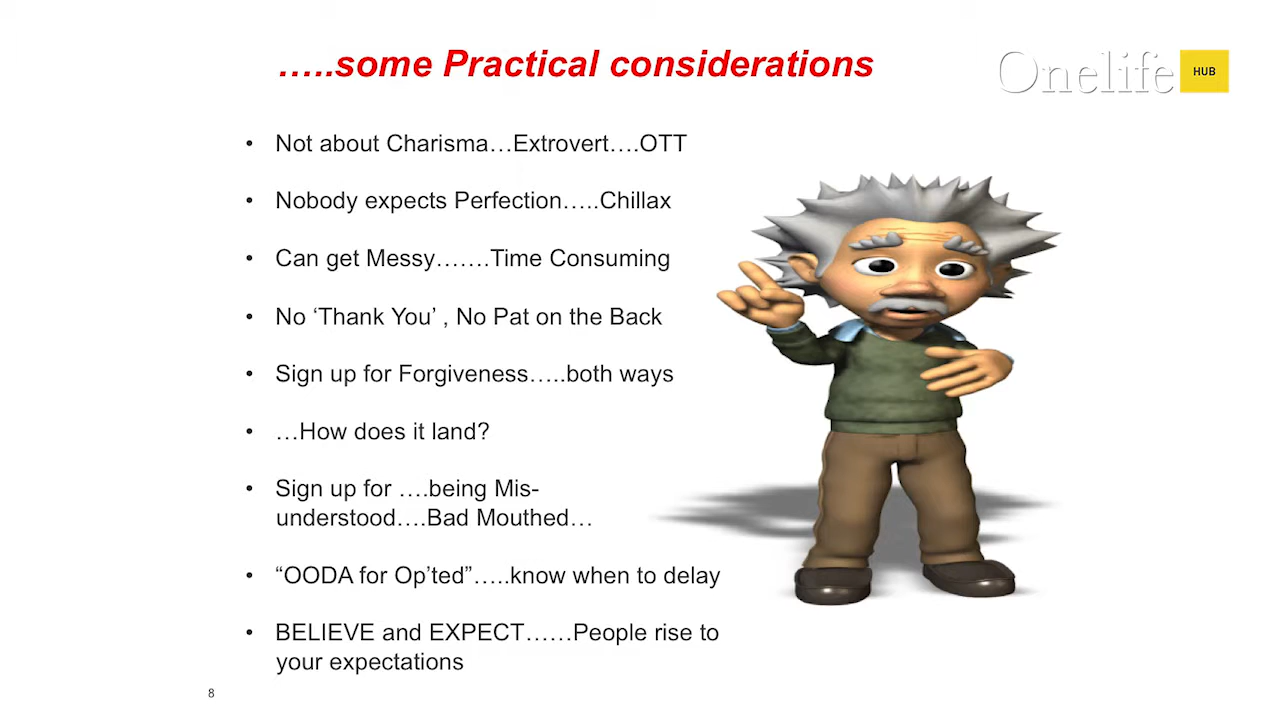 …..some Practical considerations
Onelife HUB
• Not about Charisma…Extrovert….OTT
• Nobody expects Perfection…..Chillax
• Can get Messy…….Time Consuming
• No ‘Thank You’ , No Pat on the Back
• Sign up for Forgiveness…..both ways
• …How does it land?
• Sign up for ….being Mis-
understood….Bad Mouthed…
• “OODA for Op’ted”…..know when to delay
• BELIEVE and EXPECT……People rise to
your expectations
8